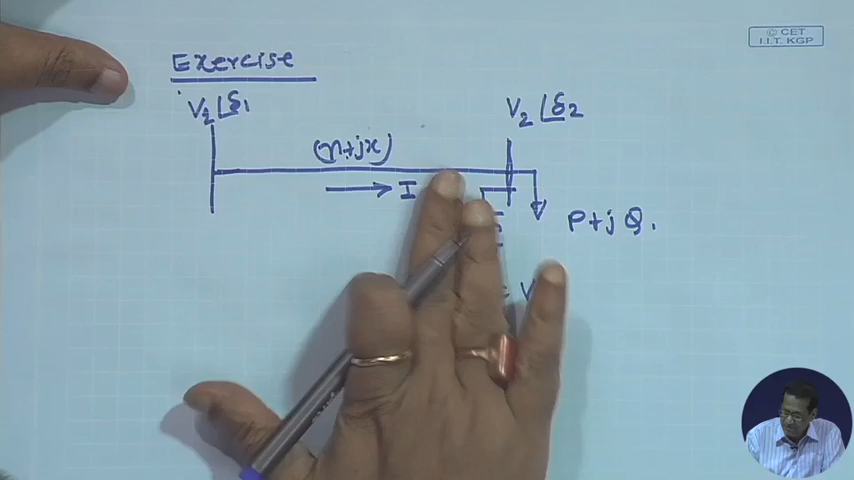 © CET
I.I.T. KGP
Exercise
V₂ ∠δ₁
V₂ ∠δ₂
(r+jx)
I
P+jQ.
V